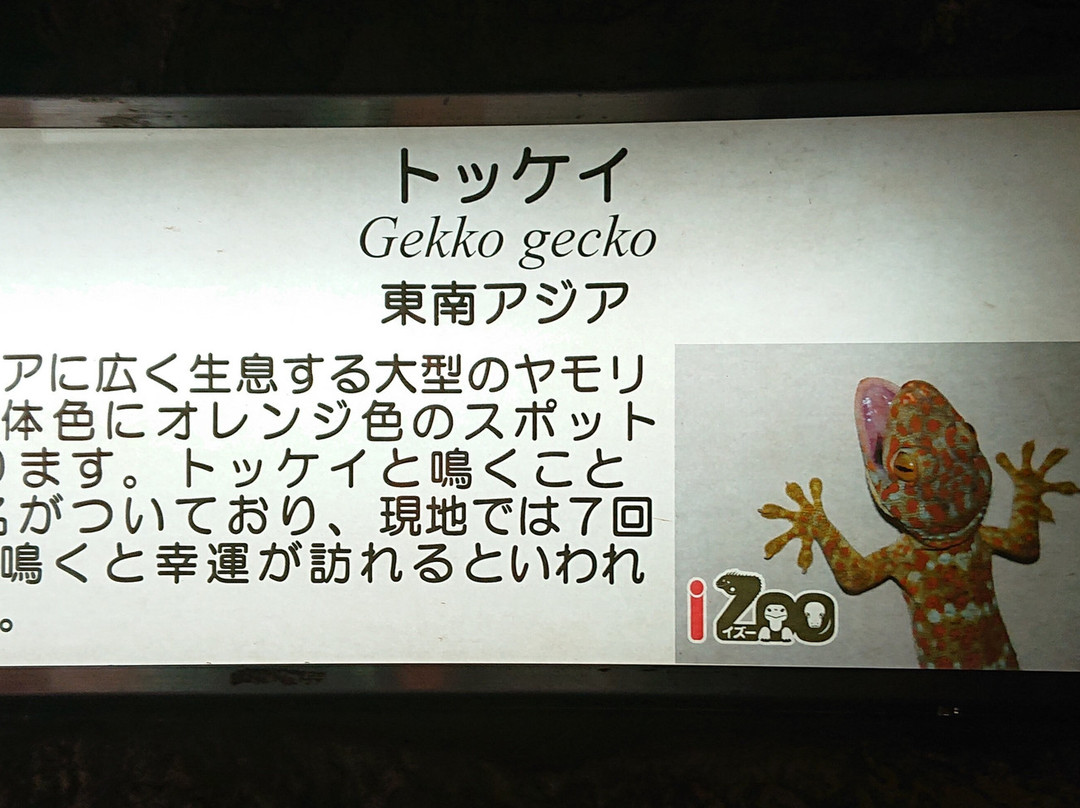 トッケイ
Gekko gecko
東南アジア
アに広く生息する大型のヤモリ
体色にオレンジ色のスポット
ります。トッケイと鳴くこと
名がついており、現地では7回
鳴くと幸運が訪れるといわれ
。
iZoo
イズー